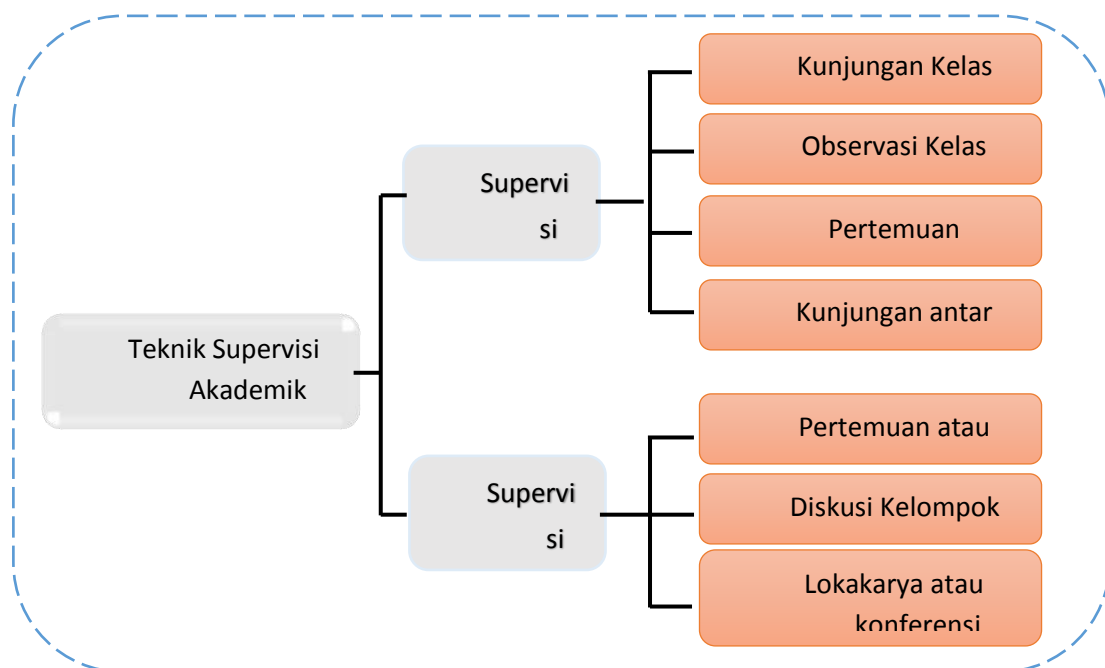 Teknik Supervisi
Akademik
Supervi
si
Kunjungan Kelas
Observasi Kelas
Pertemuan
Kunjungan antar
Supervi
si
Pertemuan atau
Diskusi Kelompok
Lokakarya atau
konferensi